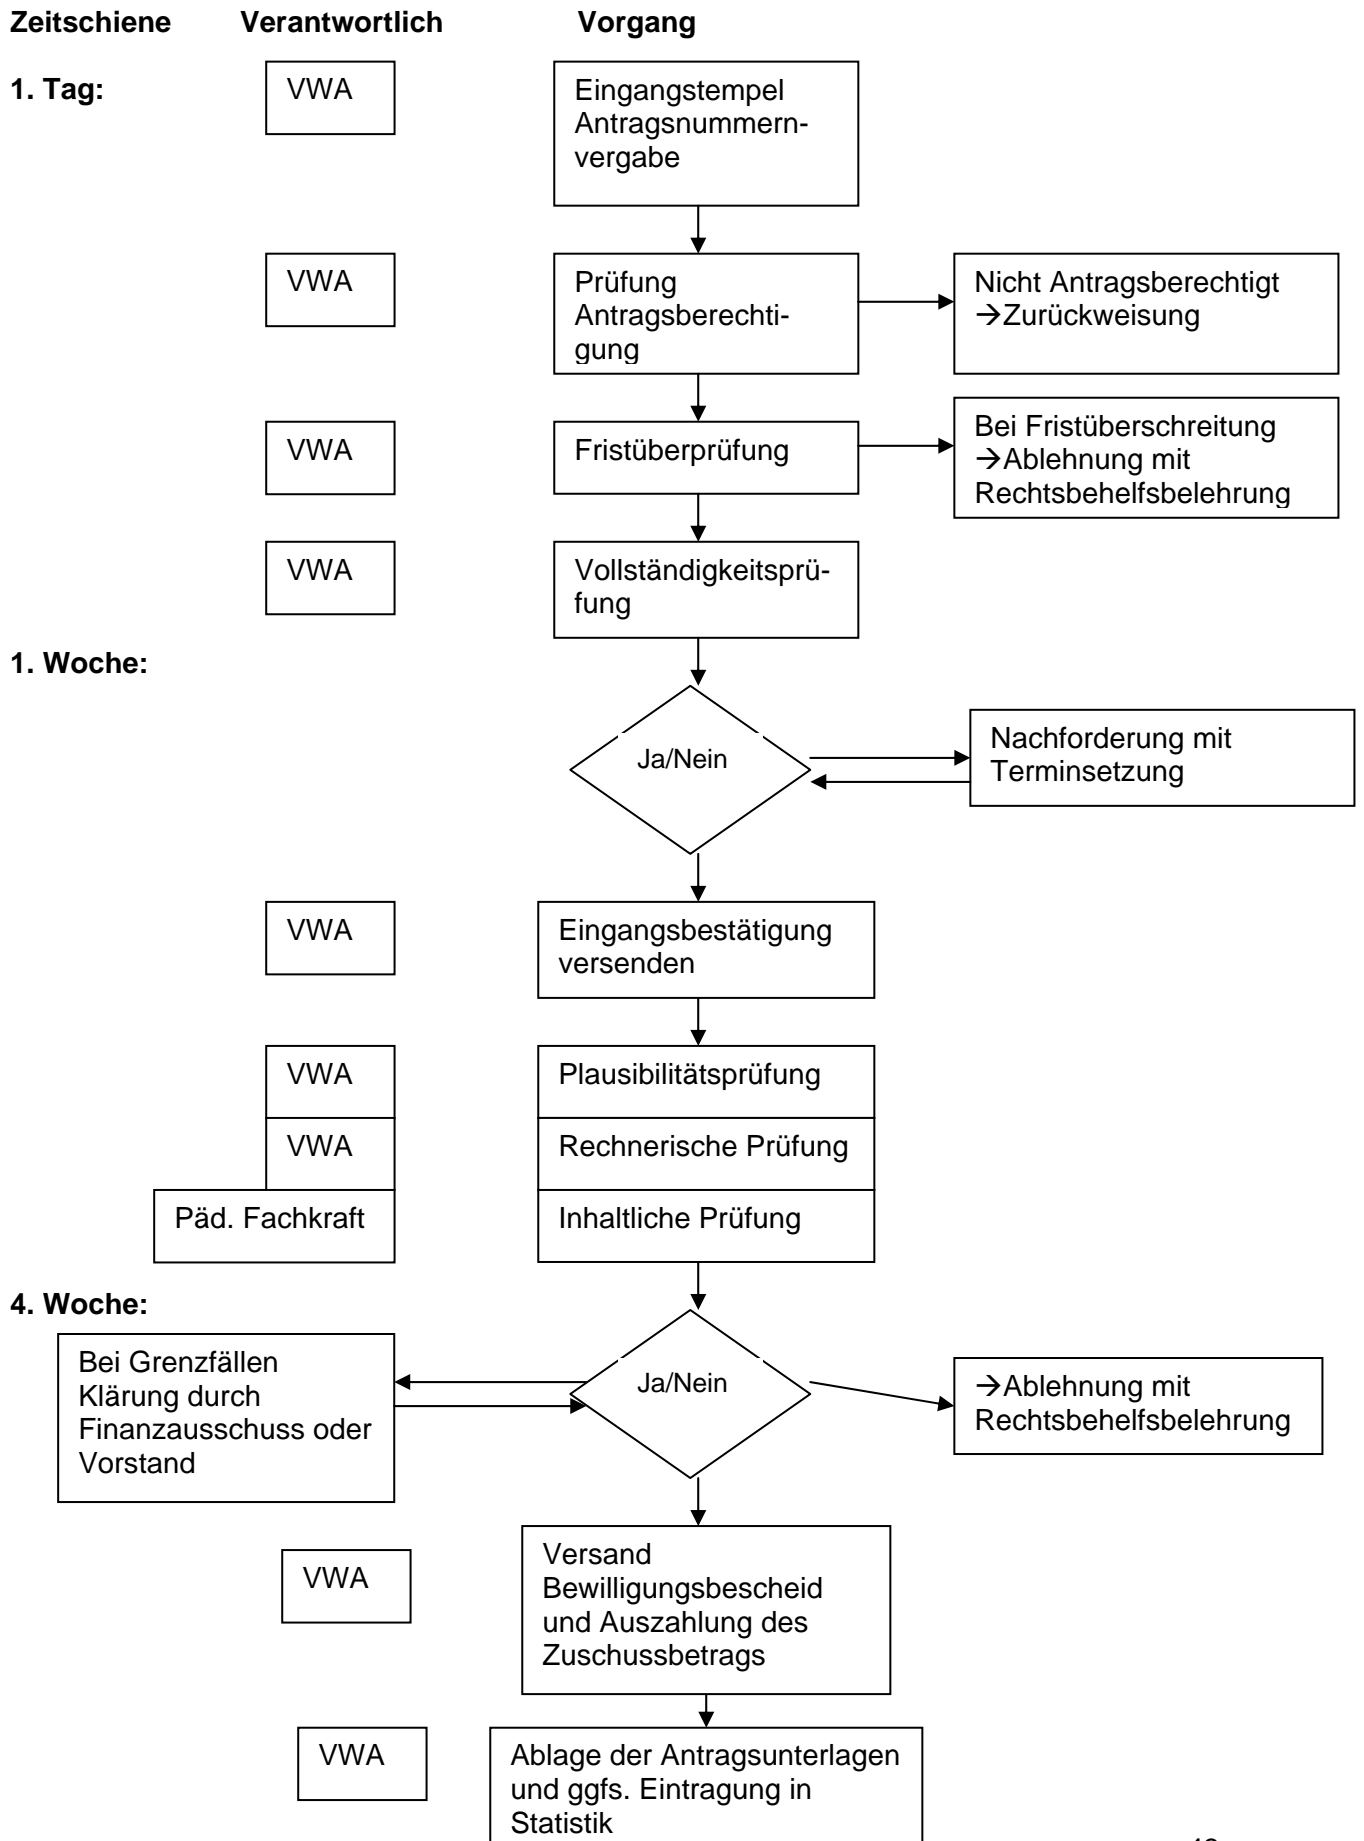 Zeitschiene Verantwortlich Vorgang
1. Tag:
VWA
Eingangstempel
Antragsnummern-
vergabe
VWA
Prüfung
Antragsberechti-
gung
Nicht Antragsberechtigt
→Zurückweisung
VWA
Fristüberprüfung
Bei Fristüberschreitung
→Ablehnung mit
Rechtsbehelfsbelehrung
VWA
Vollständigkeitsprü-
fung
1. Woche:
Ja/Nein
Nachforderung mit
Terminsetzung
VWA
Eingangsbestätigung
versenden
VWA
Plausibilitätsprüfung
VWA
Rechnerische Prüfung
Päd. Fachkraft
Inhaltliche Prüfung
4. Woche:
Bei Grenzfällen
Klärung durch
Finanzausschuss oder
Vorstand
Ja/Nein
→Ablehnung mit
Rechtsbehelfsbelehrung
VWA
Versand
Bewilligungsbescheid
und Auszahlung des
Zuschussbetrags
VWA
Ablage der Antragsunterlagen
und ggfs. Eintragung in
Statistik